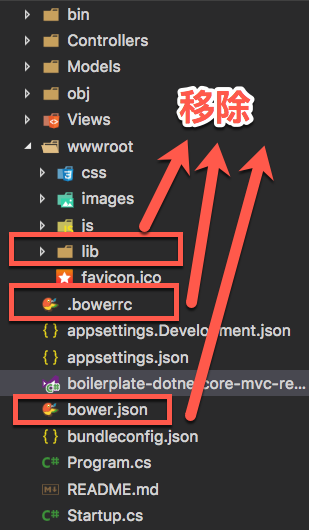 bin
Controllers
Models
obj
Views
移除
wwwroot
css
images
js
lib
favicon.ico
.bowerrc
appsettings.Development.json
appsettings.json
boilerplate-dotnetcore-mvc-re...
bower.json
bundleconfig.json
Program.cs
README.md
Startup.cs